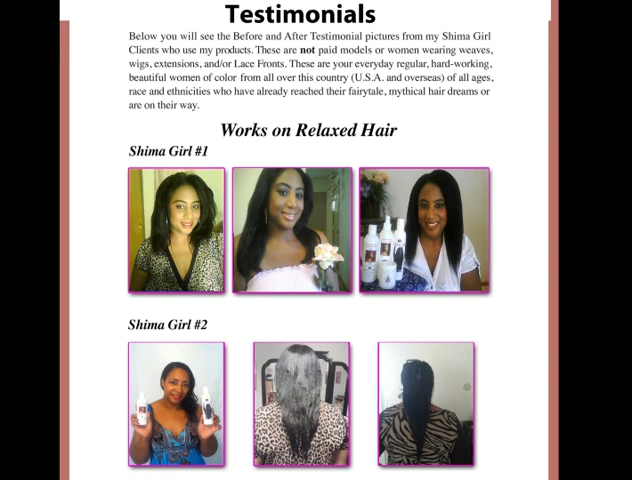 Testimonials
Below you will see the Before and After Testimonial pictures from my Shima Girl
Clients who use my products. These are not paid models or women wearing weaves,
wigs, extensions, and/or Lace Fronts. These are your everyday regular, hard-working,
beautiful women of color from all over this country (U.S.A. and overseas) of all ages,
race and ethnicities who have already reached their fairytale, mythical hair dreams or
are on their way.
Works on Relaxed Hair
Shima Girl #1
Shima Girl #2